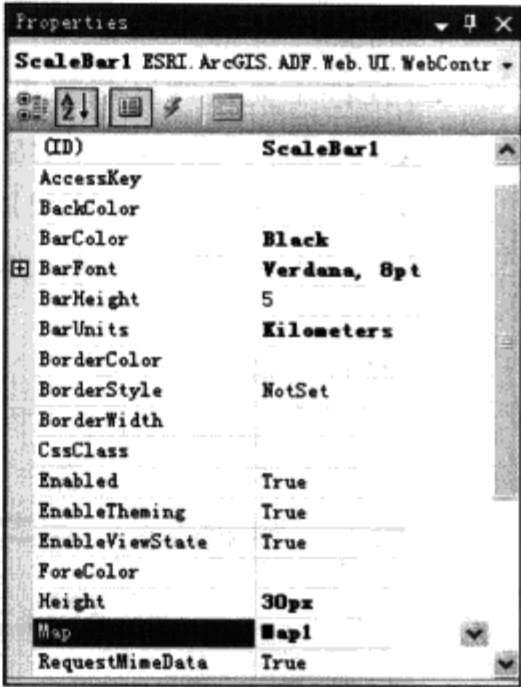 Properties
ScaleBar1 ESRI.ArcGIS.ADF.Web.UI.WebContr
(ID) ScaleBar1
AccessKey
BackColor
BarColor Black
BarFont Verdana, 8pt
BarHeight 5
BarUnits Kilometers
BorderColor
BorderStyle NotSet
BorderWidth
CssClass
Enabled True
EnableTheming True
EnableViewState True
ForeColor
Height 30px
Map Map1
RequestMimeData True